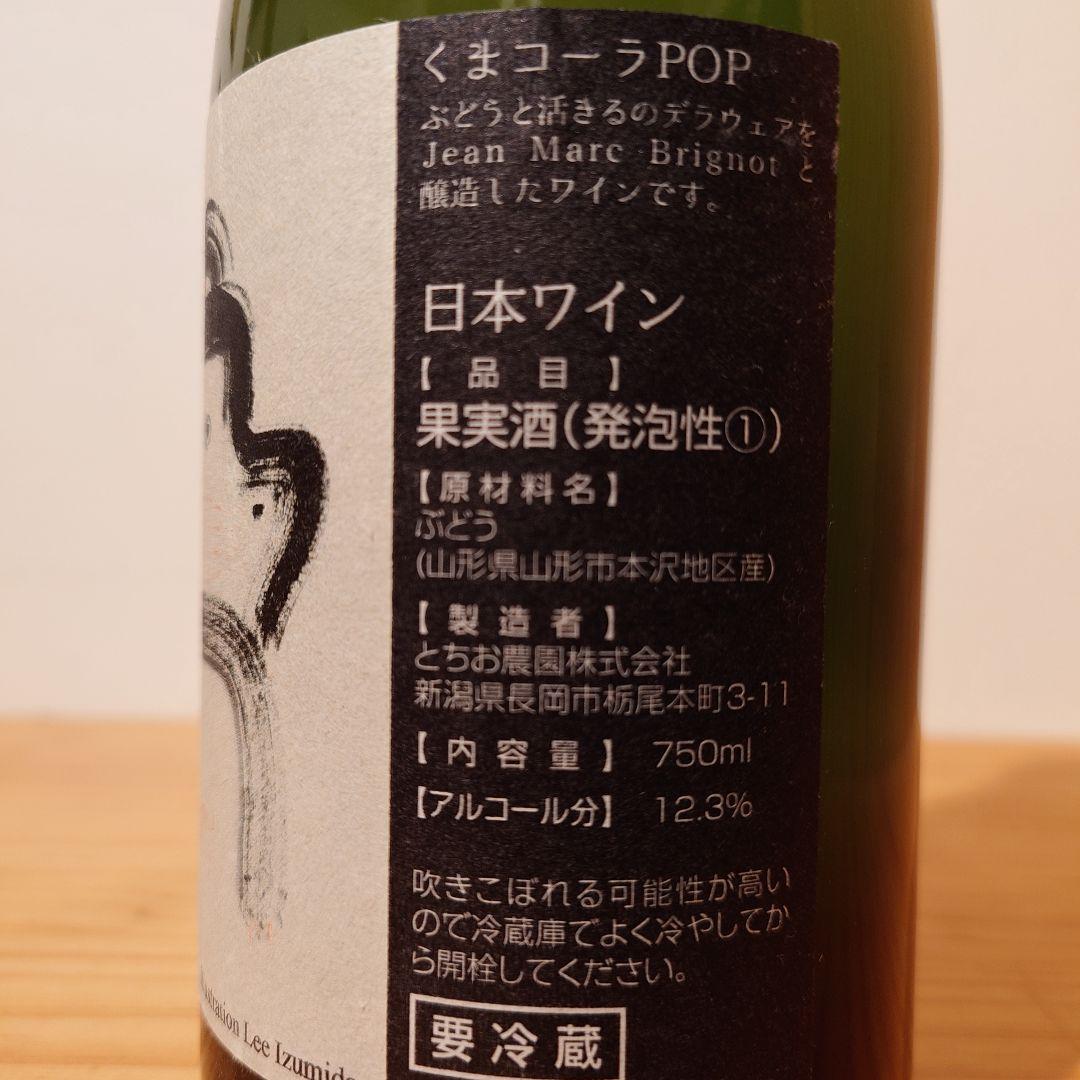 くまコーラPOP
ぶどうと活きるのデラウェアを
Jean Marc Brignot と
醸造したワインです。
日本ワイン
【 品 目 】
果実酒(発泡性①)
【原材料名】
ぶどう
(山形県山形市本沢地区産)
【 製 造 者 】
とちお農園株式会社
新潟県長岡市栃尾本町3-11
【 内 容 量 】 750ml
【アルコール分】 12.3%
吹きこぼれる可能性が高い
ので冷蔵庫でよく冷やしてか
ら開栓してください。
要冷蔵
Lee